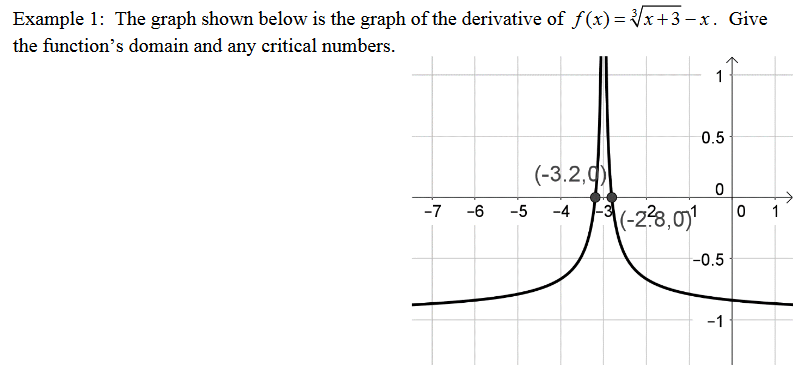 Example 1: The graph shown below is the graph of the derivative of f(x) = ∛(x+3) − x. Give
the function's domain and any critical numbers.
1
0.5
(-3.2,0)
0
-7 -6 -5 -4 -3 -2 -1 0 1
(-2.8,0)
-0.5
-1